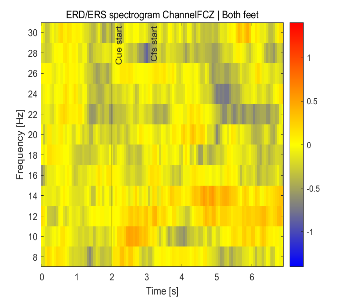 ERD/ERS spectrogram ChannelFCZ | Both feet
30
28
26
24
22
20
18
16
14
12
10
8
Frequency [Hz]
Cue start
Cfs start
0 1 2 3 4 5 6
Time [s]
1
0.5
0
-0.5
-1